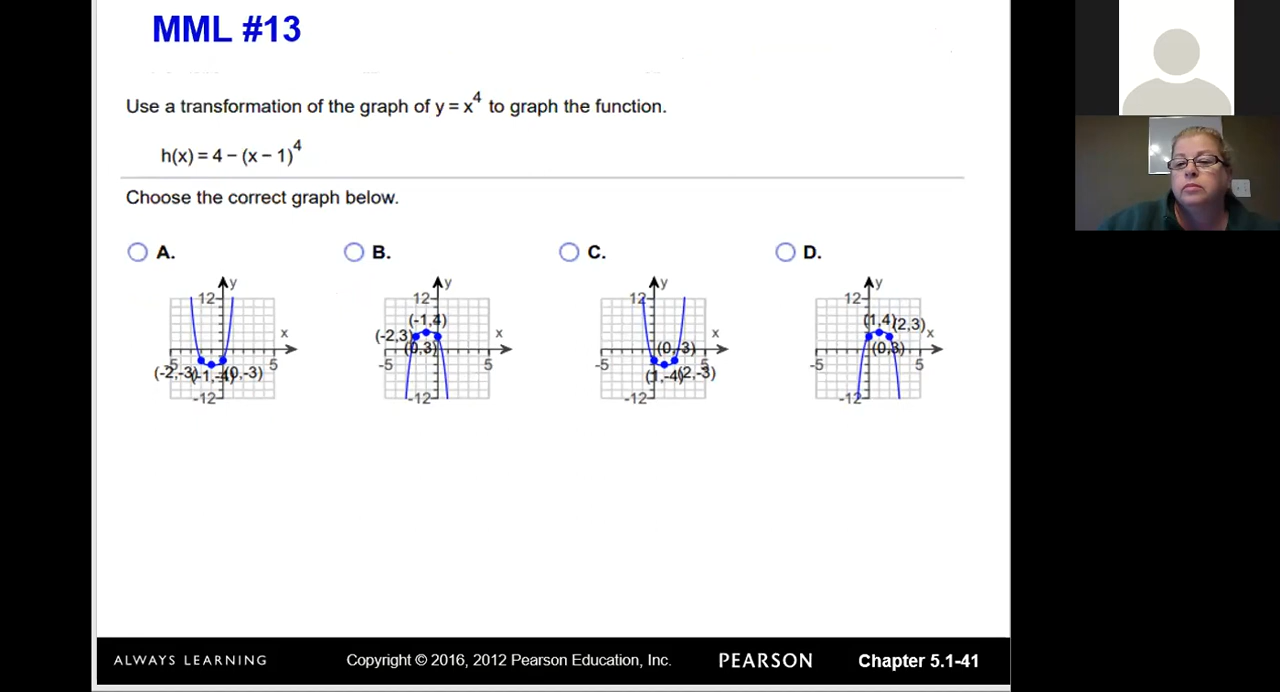 MML #13
Use a transformation of the graph of y = x⁴ to graph the function.
h(x) = 4 − (x − 1)⁴
Choose the correct graph below.
A.
B.
C.
D.
12 y
x
-5 5
(-2,-3) (-1,-4) (0,-3)
-12
12 y
(-1,4)
(-2,3) x
(0,3)
-5 5
-12
12 y
x
(0,-3)
-5 5
(1,-4) (2,-3)
-12
12 y
(1,4) (2,3) x
(0,3)
-5 5
-12
ALWAYS LEARNING Copyright © 2016, 2012 Pearson Education, Inc. PEARSON Chapter 5.1-41